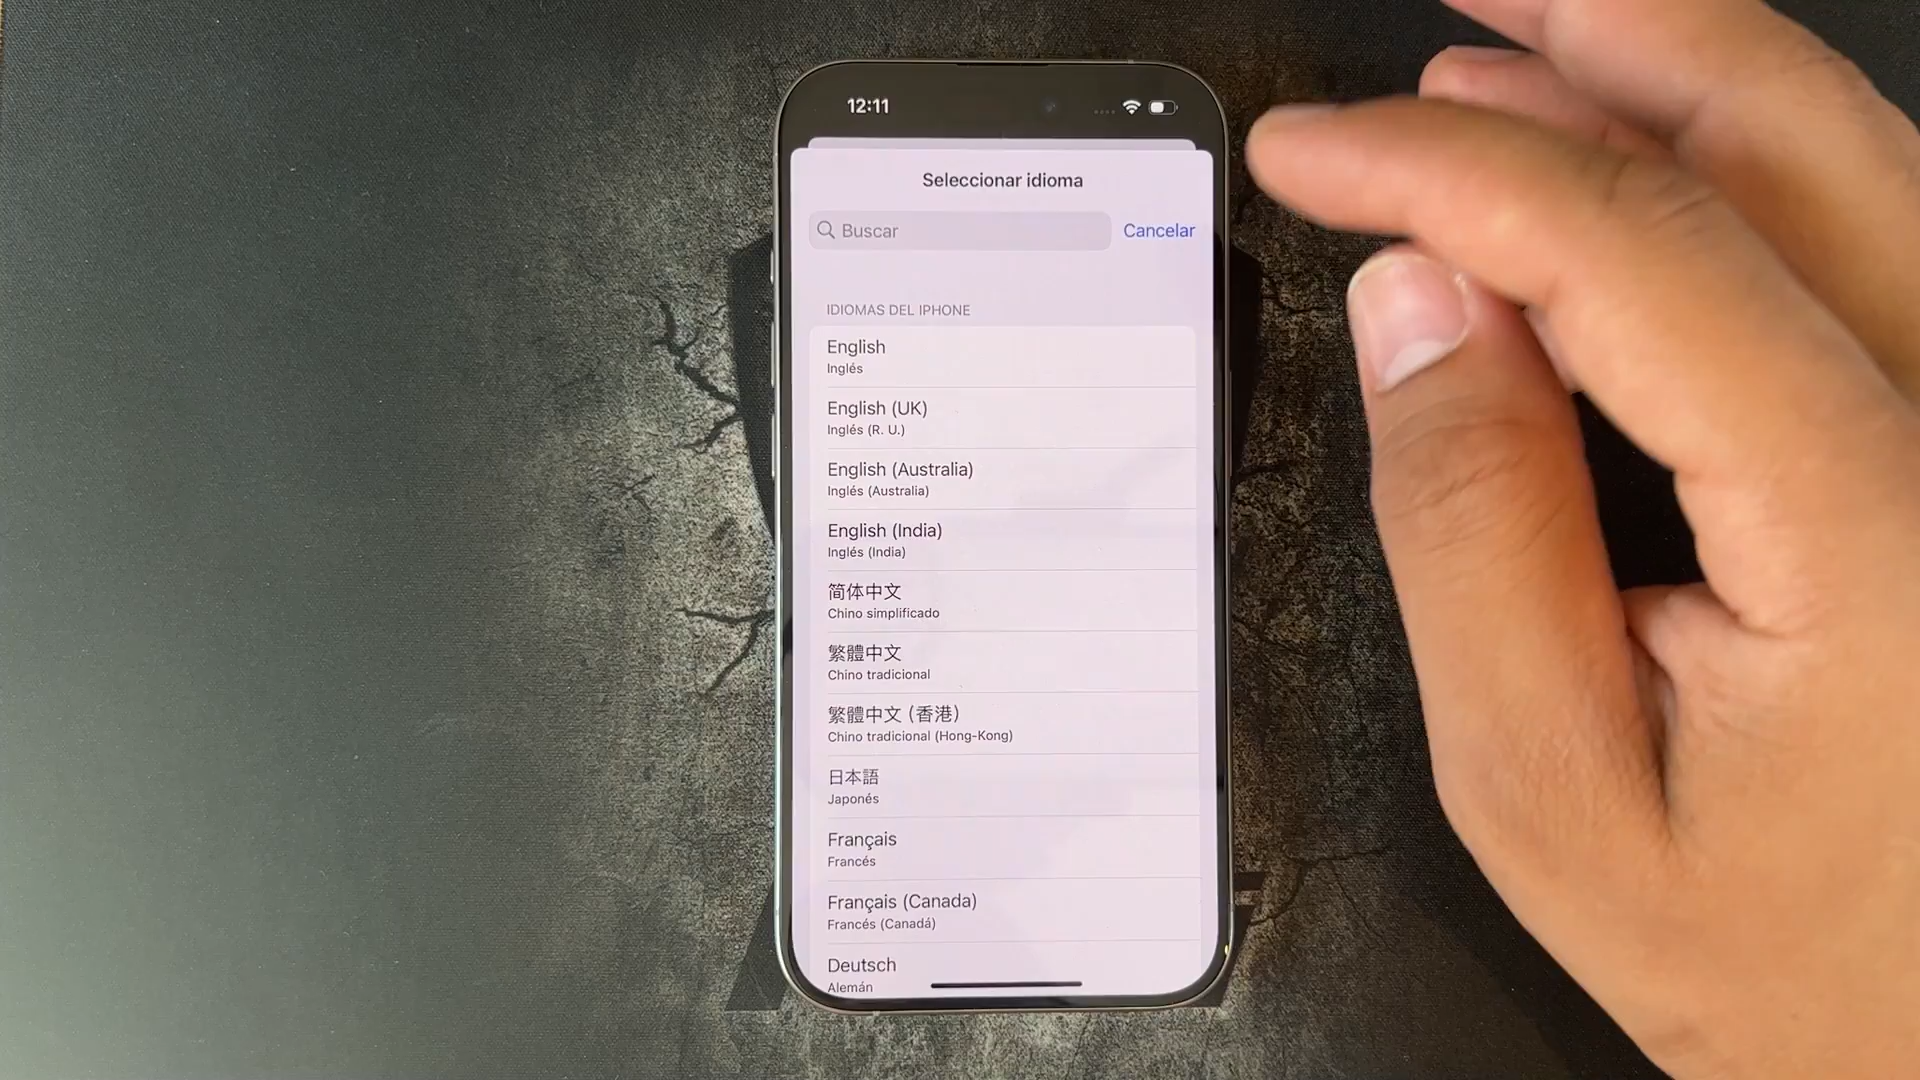 12:11
Seleccionar idioma
Buscar
Cancelar
IDIOMAS DEL IPHONE
English
Inglés
English (UK)
Inglés (R. U.)
English (Australia)
Inglés (Australia)
English (India)
Inglés (India)
简体中文
Chino simplificado
繁體中文
Chino tradicional
繁體中文 (香港)
Chino tradicional (Hong-Kong)
日本語
Japonés
Français
Francés
Français (Canada)
Francés (Canadá)
Deutsch
Alemán